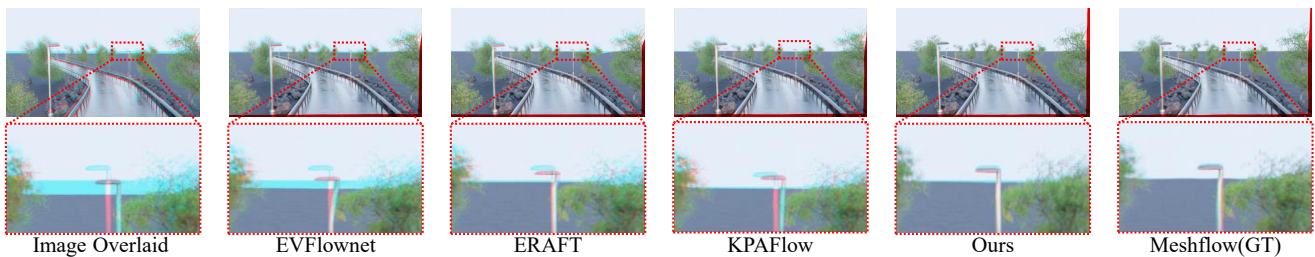 Image Overlaid
EVFlownet
ERAFT
KPAFlow
Ours
Meshflow(GT)